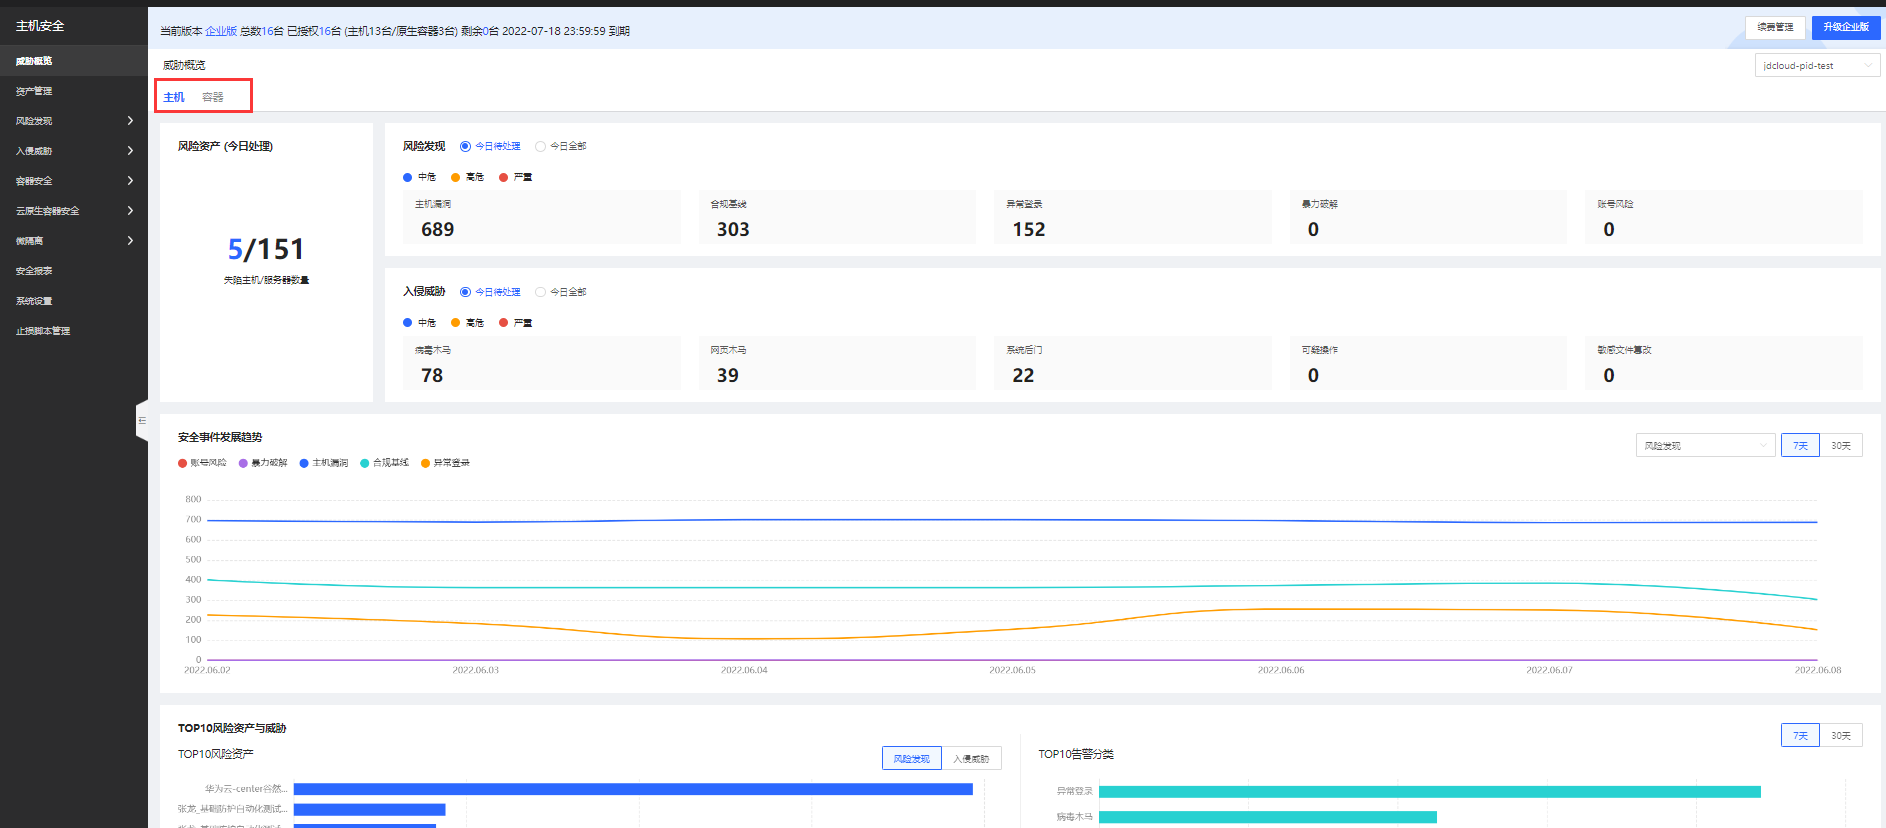 主机安全
威胁概览
资产管理
风险发现
入侵威胁
容器安全
云原生容器安全
微隔离
安全报表
系统设置
止损脚本管理
当前版本 企业版 总数16台 已授权16台 (主机13台/原生容器3台) 剩余0台 2022-07-18 23:59:59 到期
续费管理
升级企业版
威胁概览
jdcloud-pid-test
主机 容器
风险资产 (今日处理)
5/151
失陷主机/服务器数量
风险发现 今日待处理 今日全部
中危 高危 严重
主机漏洞 合规基线 异常登录 暴力破解 账号风险
689 303 152 0 0
入侵威胁 今日待处理 今日全部
中危 高危 严重
病毒木马 网页木马 系统后门 可疑操作 敏感文件篡改
78 39 22 0 0
安全事件发展趋势
风险发现 7天 30天
账号风险 暴力破解 主机漏洞 合规基线 异常登录
800
700
600
500
400
300
200
100
0
2022.06.02 2022.06.03 2022.06.04 2022.06.05 2022.06.06 2022.06.07 2022.06.08
TOP10风险资产与威胁
7天 30天
TOP10风险资产
风险发现 入侵威胁
华为云-center谷然...
张龙_基础防护自动化测试...
TOP10告警分类
异常登录
病毒木马